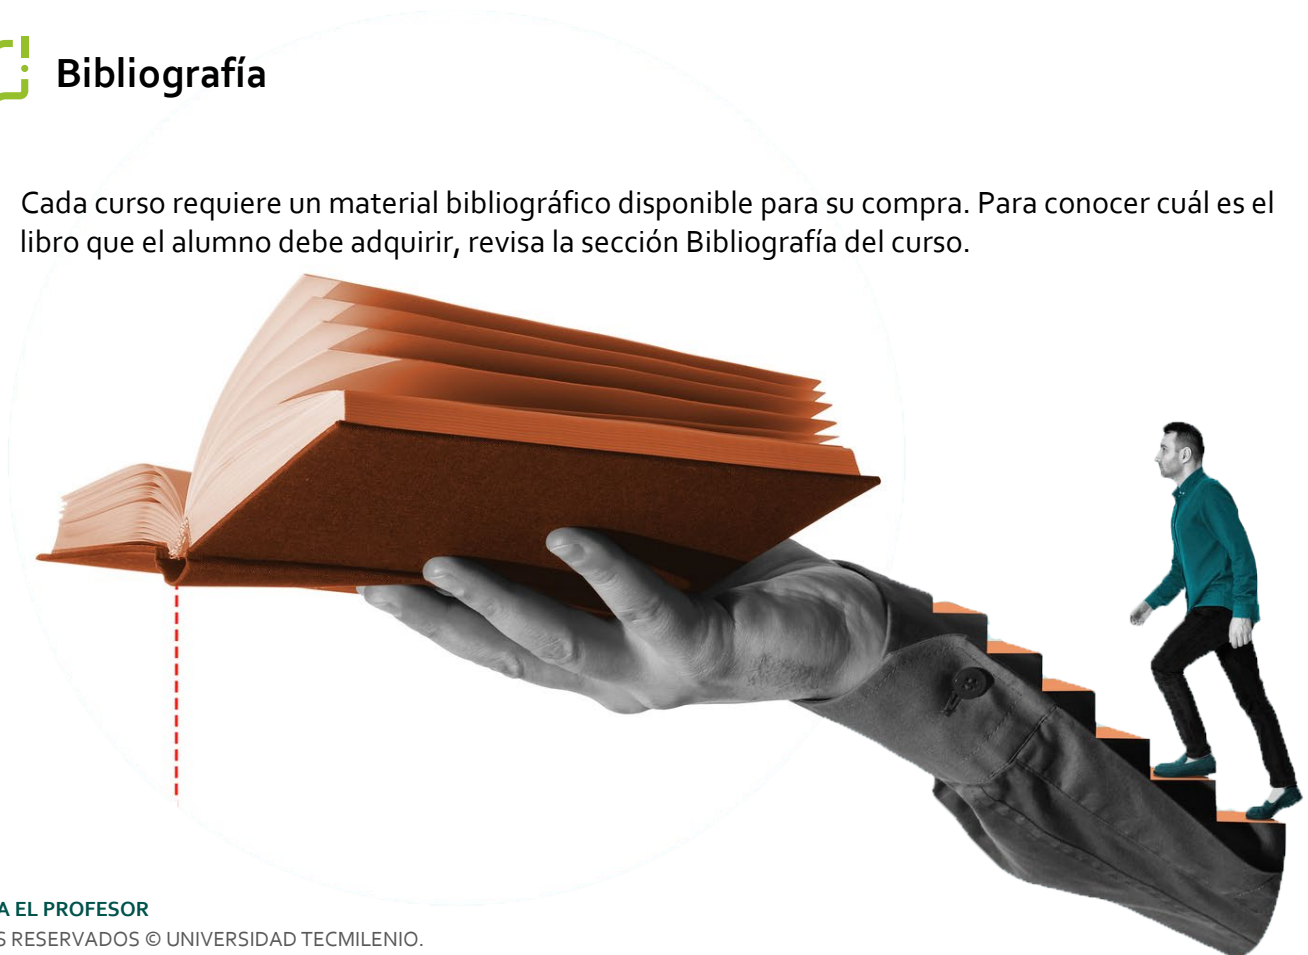 Bibliografía
Cada curso requiere un material bibliográfico disponible para su compra. Para conocer cuál es el
libro que el alumno debe adquirir, revisa la sección Bibliografía del curso.
A EL PROFESOR
S RESERVADOS © UNIVERSIDAD TECMILENIO.